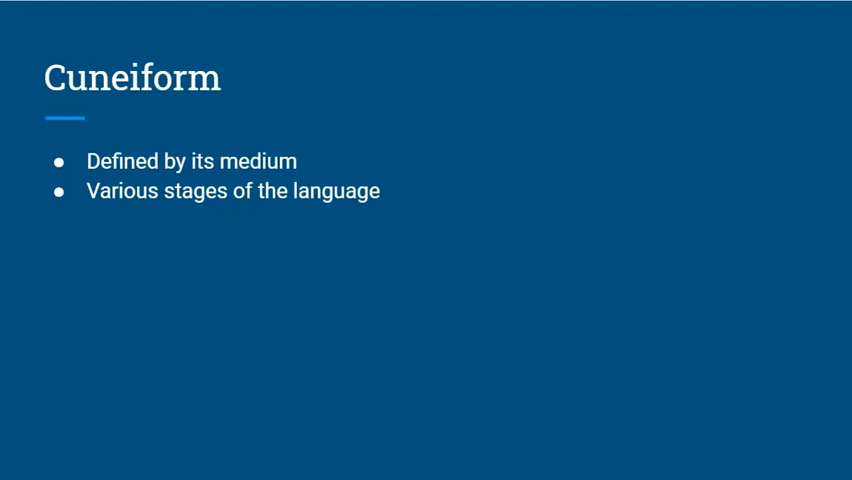 Cuneiform
● Defined by its medium
● Various stages of the language